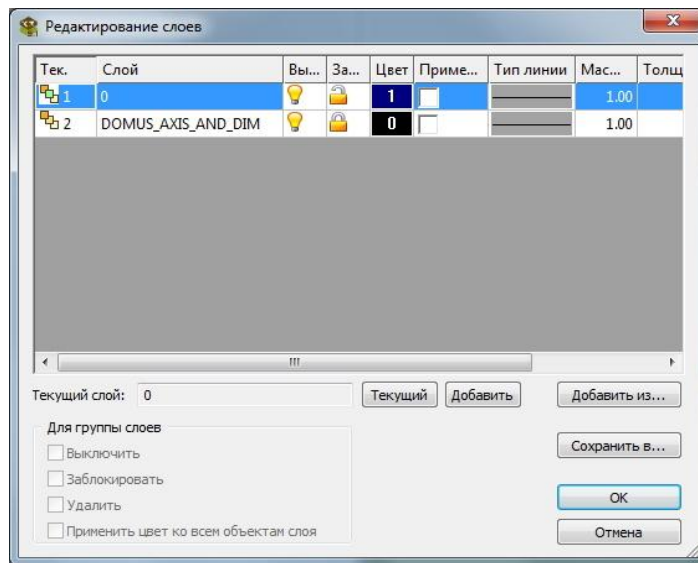 Редактирование слоев
Тек. Слой Вы... За... Цвет Приме... Тип линии Мас... Толщ
1 0 1 1.00
2 DOMUS_AXIS_AND_DIM 0 1.00
Текущий слой: 0 Текущий Добавить Добавить из...
Для группы слоев
Выключить
Сохранить в...
Заблокировать
Удалить
OK
Применить цвет ко всем объектам слоя
Отмена